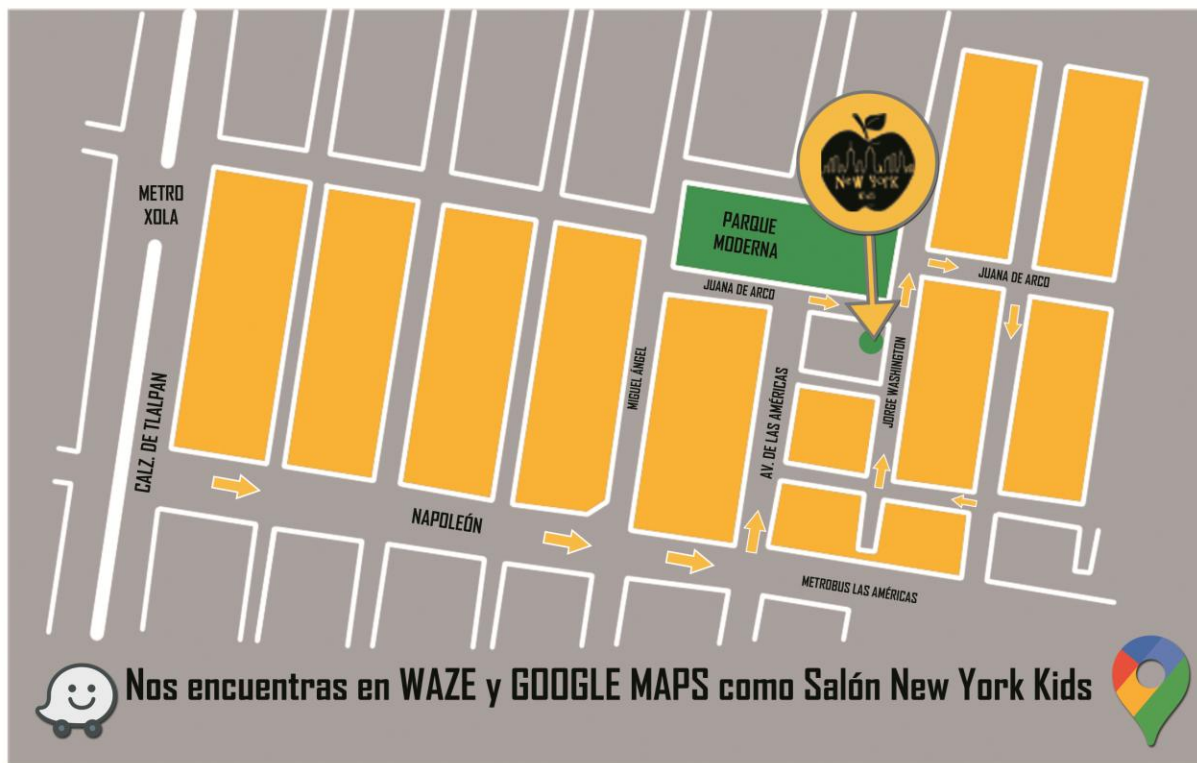 METRO
XOLA
NEW YORK
KIDS
PARQUE
MODERNA
JUANA DE ARCO
JUANA DE ARCO
MIGUEL ÁNGEL
CALZ. DE TLALPAN
AV. DE LAS AMÉRICAS
JORGE WASHINGTON
NAPOLEÓN
METROBUS LAS AMÉRICAS
Nos encuentras en WAZE y GOOGLE MAPS como Salón New York Kids